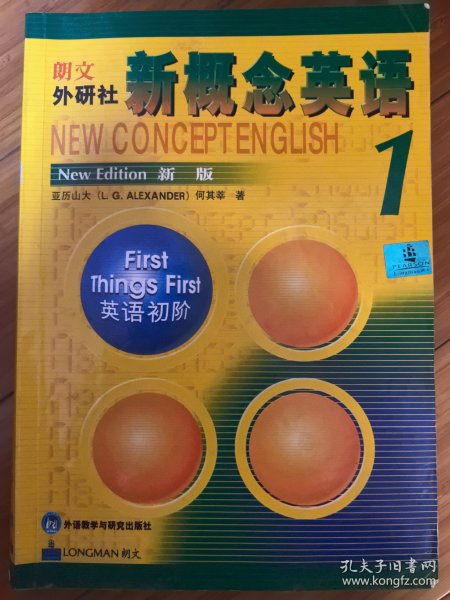 朗文
外研社
新概念英语
NEW CONCEPT ENGLISH
1
New Edition 新 版
亚历山大 (L. G. ALEXANDER) 何其莘 著
PEARSON
Longman
First
Things First
英语初阶
外语教学与研究出版社
LONGMAN 朗文
孔夫子旧书网
www.kongfz.com